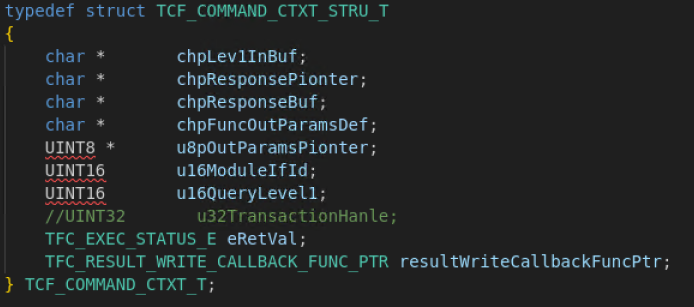 typedef struct TCF_COMMAND_CTXT_STRU_T
{
char * chpLev1InBuf;
char * chpResponsePionter;
char * chpResponseBuf;
char * chpFuncOutParamsDef;
UINT8 * u8pOutParamsPionter;
UINT16 u16ModuleIfId;
UINT16 u16QueryLevel1;
//UINT32 u32TransactionHanle;
TFC_EXEC_STATUS_E eRetVal;
TFC_RESULT_WRITE_CALLBACK_FUNC_PTR resultWriteCallbackFuncPtr;
} TCF_COMMAND_CTXT_T;